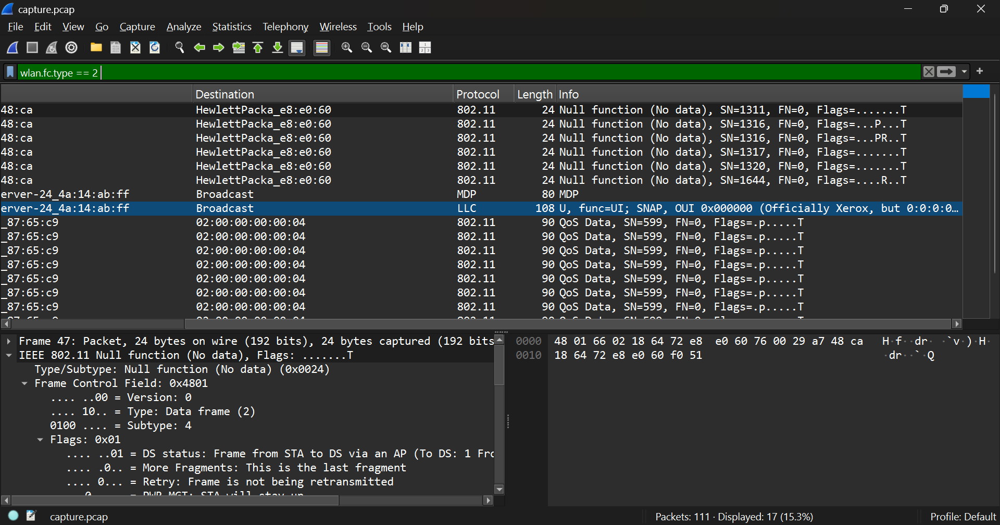 capture.pcap
File Edit View Go Capture Analyze Statistics Telephony Wireless Tools Help
wlan.fc.type == 2
Destination Protocol Length Info
48:ca HewlettPacka_e8:e0:60 802.11 24 Null function (No data), SN=1311, FN=0, Flags=.......T
48:ca HewlettPacka_e8:e0:60 802.11 24 Null function (No data), SN=1316, FN=0, Flags=...P...T
48:ca HewlettPacka_e8:e0:60 802.11 24 Null function (No data), SN=1316, FN=0, Flags=...PR..T
48:ca HewlettPacka_e8:e0:60 802.11 24 Null function (No data), SN=1317, FN=0, Flags=.......T
48:ca HewlettPacka_e8:e0:60 802.11 24 Null function (No data), SN=1320, FN=0, Flags=.......T
48:ca HewlettPacka_e8:e0:60 802.11 24 Null function (No data), SN=1644, FN=0, Flags=....R..T
erver-24_4a:14:ab:ff Broadcast MDP 80 MDP
erver-24_4a:14:ab:ff Broadcast LLC 108 U, func=UI; SNAP, OUI 0x000000 (Officially Xerox, but 0:0:0:0…
_87:65:c9 02:00:00:00:00:04 802.11 90 QoS Data, SN=599, FN=0, Flags=.p.....T
_87:65:c9 02:00:00:00:00:04 802.11 90 QoS Data, SN=599, FN=0, Flags=.p.....T
_87:65:c9 02:00:00:00:00:04 802.11 90 QoS Data, SN=599, FN=0, Flags=.p.....T
_87:65:c9 02:00:00:00:00:04 802.11 90 QoS Data, SN=599, FN=0, Flags=.p.....T
_87:65:c9 02:00:00:00:00:04 802.11 90 QoS Data, SN=599, FN=0, Flags=.p.....T
_87:65:c9 02:00:00:00:00:04 802.11 90 QoS Data, SN=599, FN=0, Flags=.p.....T
_87:65:c9 02:00:00:00:00:04 802.11 90 QoS Data, SN=599, FN=0, Flags=.p.....T
Frame 47: Packet, 24 bytes on wire (192 bits), 24 bytes captured (192 bits
IEEE 802.11 Null function (No data), Flags: .......T
Type/Subtype: Null function (No data) (0x0024)
Frame Control Field: 0x4801
.... ..00 = Version: 0
.... 10.. = Type: Data frame (2)
0100 .... = Subtype: 4
Flags: 0x01
.... ..01 = DS status: Frame from STA to DS via an AP (To DS: 1 Fro
.... .0.. = More Fragments: This is the last fragment
.... 0... = Retry: Frame is not being retransmitted
0000 48 01 66 02 18 64 72 e8 e0 60 76 00 29 a7 48 ca H·f··dr· ·`v·)·H·
0010 18 64 72 e8 e0 60 f0 51 ·dr··`·Q
capture.pcap
Packets: 111 · Displayed: 17 (15.3%)
Profile: Default